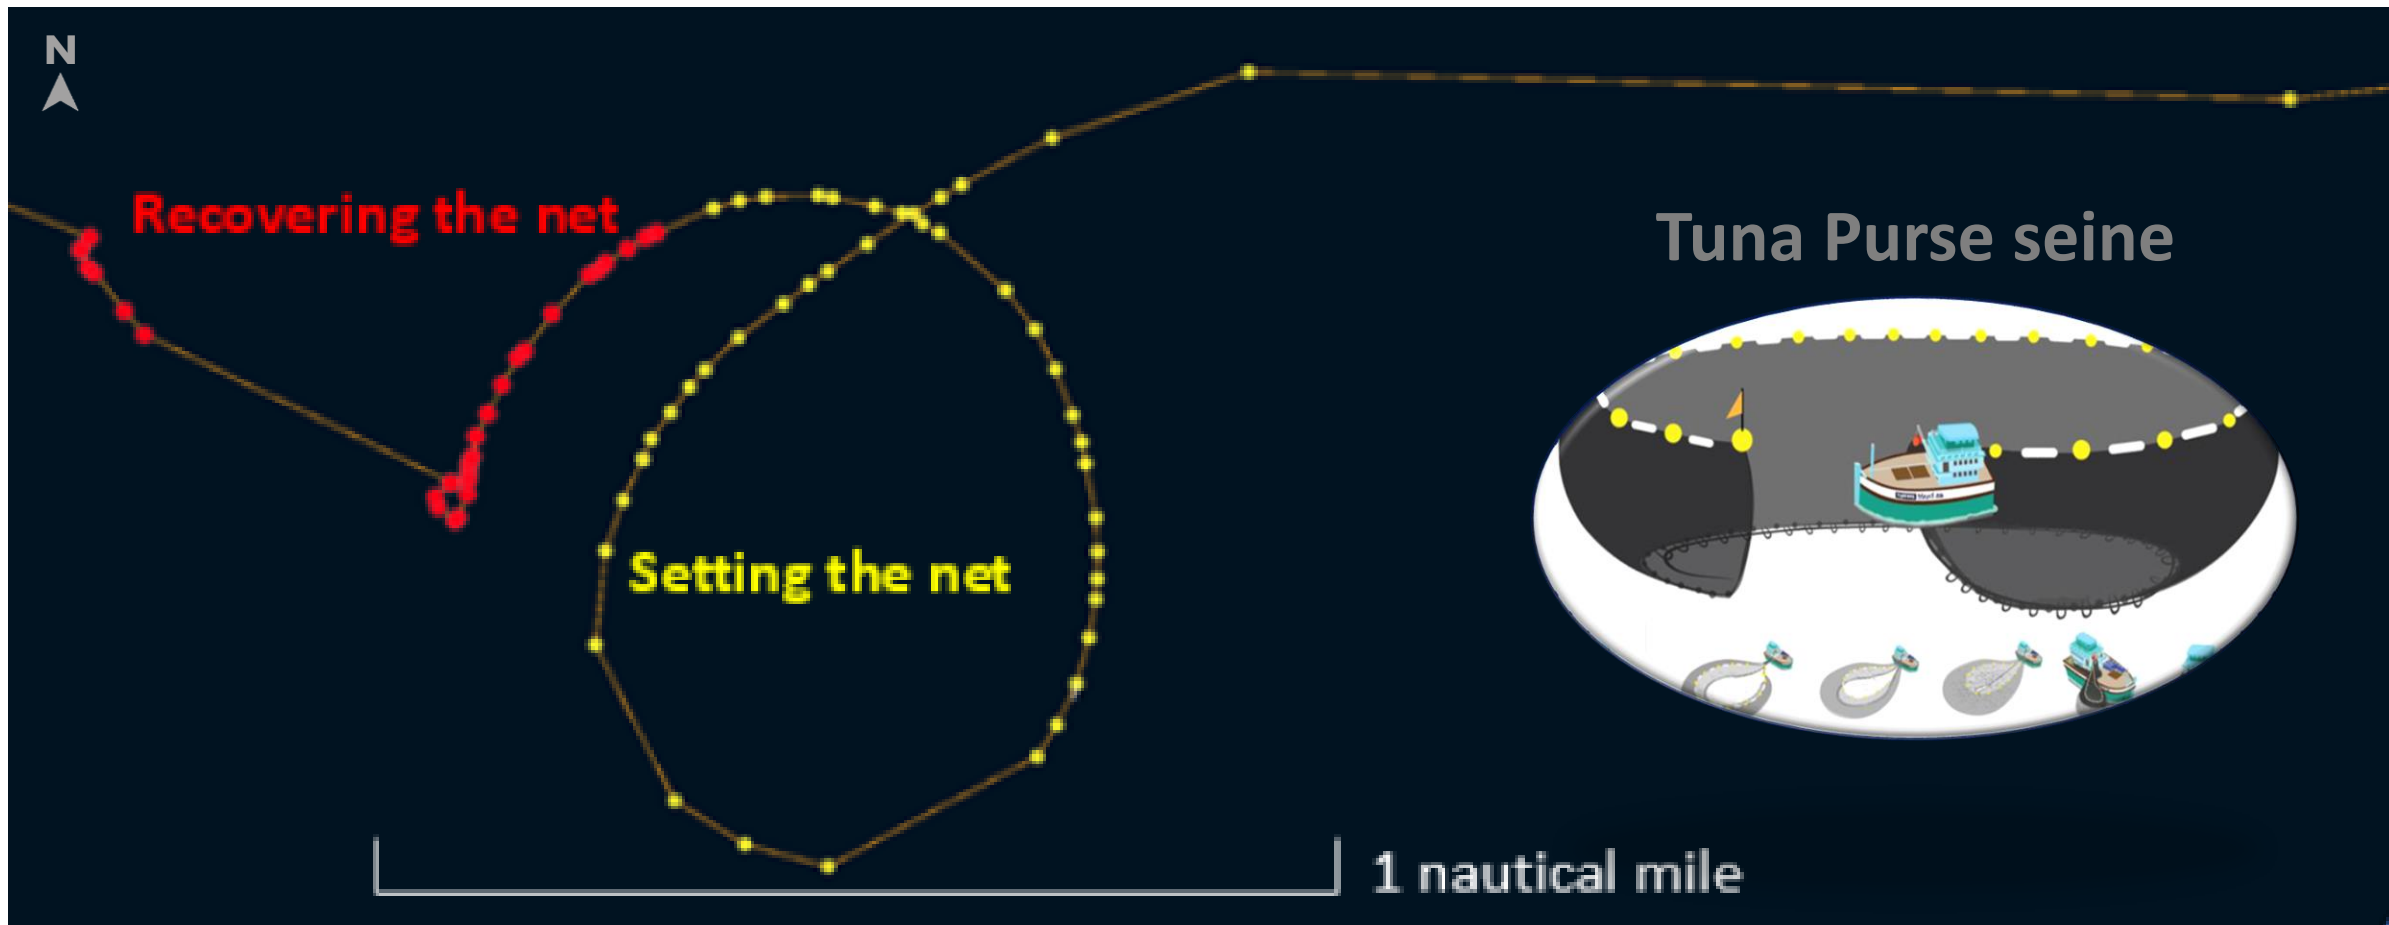 N
Recovering the net
Tuna Purse seine
Setting the net
1 nautical mile